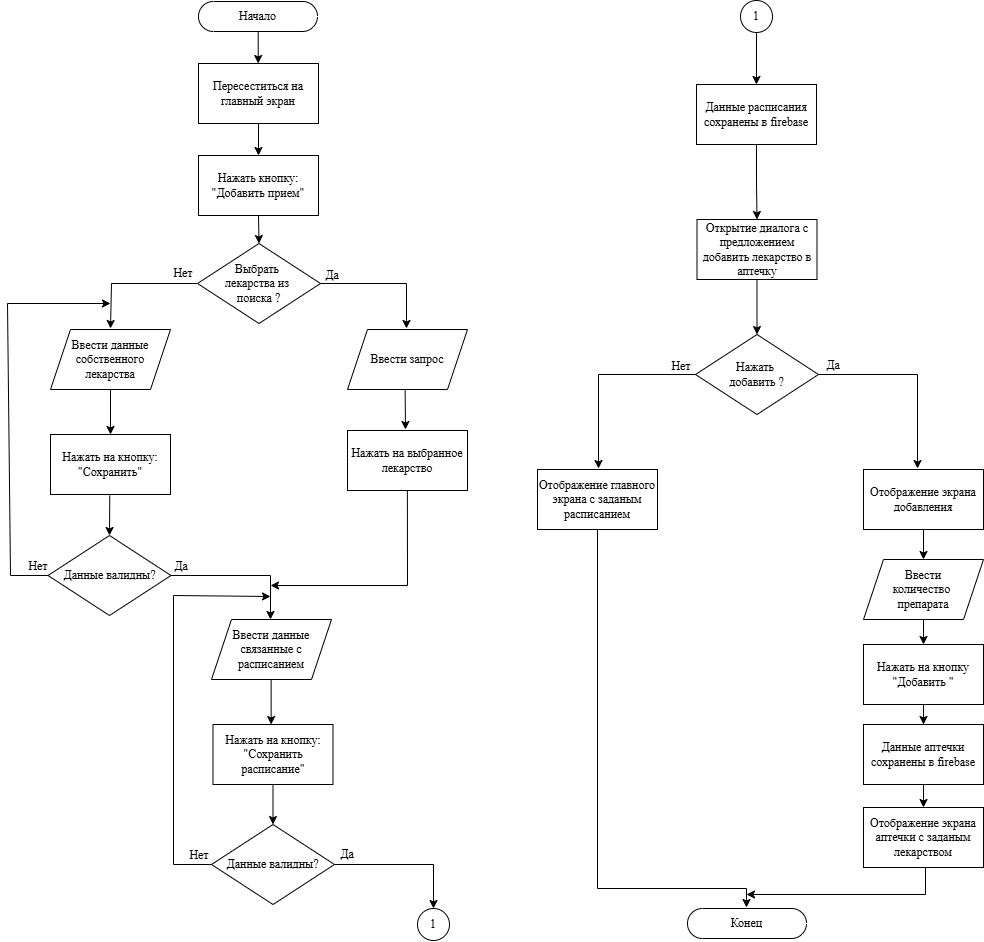 Начало
Пересеститься на
главный экран
Нажать кнопку:
"Добавить прием"
Выбрать
лекарства из
поиска ?
Нет
Да
Ввести данные
собственного
лекарства
Ввести запрос
Нажать на кнопку:
"Сохранить"
Нажать на выбранное
лекарство
Данные валидны?
Нет
Да
Ввести данные
связанные с
расписанием
Нажать на кнопку:
"Сохранить
расписание"
Данные валидны?
Нет
Да
1
1
Данные расписания
сохранены в firebase
Открытие диалога с
предложением
добавить лекарство в
аптечку
Нажать
добавить ?
Нет
Да
Отображение главного
экрана с заданым
расписанием
Отображение экрана
добавления
Ввести
количество
препарата
Нажать на кнопку
"Добавить "
Данные аптечки
сохранены в firebase
Отображение экрана
аптечки с заданым
лекарством
Конец